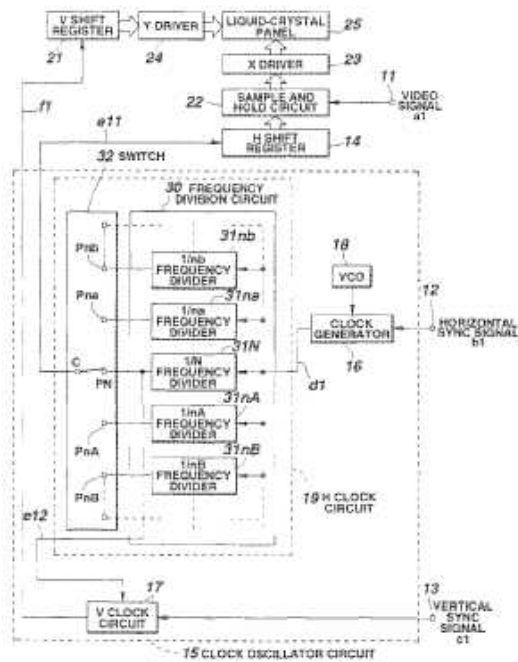 V SHIFT
REGISTER
21
Y DRIVER
24
LIQUID-CRYSTAL
PANEL
25
X DRIVER
23
11
VIDEO
SIGNAL
a1
22
SAMPLE AND
HOLD CIRCUIT
f1
e11
H SHIFT
REGISTER
14
32 SWITCH
30 FREQUENCY
DIVISION CIRCUIT
31nb
Pnb
1/nb
FREQUENCY
DIVIDER
18
VCO
Pna
31na
1/na
FREQUENCY
DIVIDER
12
CLOCK
GENERATOR
16
HORIZONTAL
SYNC SIGNAL
b1
31N
C
PN
1/N
FREQUENCY
DIVIDER
d1
31nA
PnA
1/nA
FREQUENCY
DIVIDER
31nB
PnB
1/nB
FREQUENCY
DIVIDER
19 H CLOCK
CIRCUIT
e12
17
V CLOCK
CIRCUIT
13
VERTICAL
SYNC
SIGNAL
c1
15 CLOCK OSCILLATOR CIRCUIT